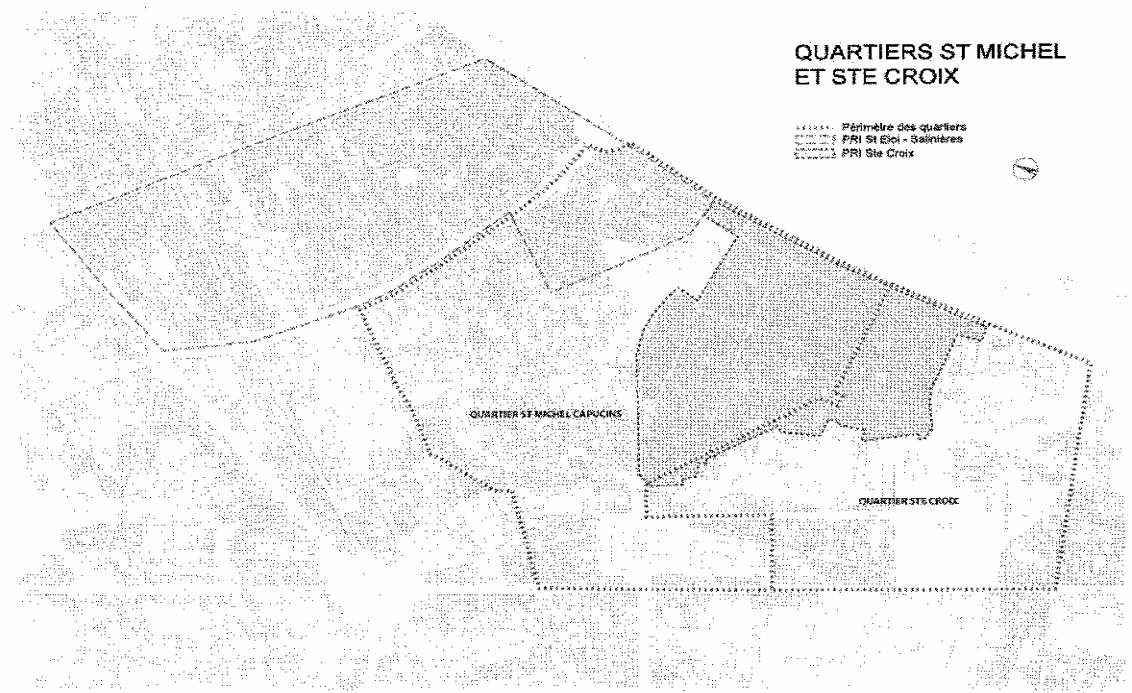 QUARTIERS ST MICHEL
ET STE CROIX
Périmètre des quartiers
PRI St Eloi - Salinières
PRI Ste Croix
QUARTIER ST MICHEL CAPUCINS
QUARTIER STE CROIX